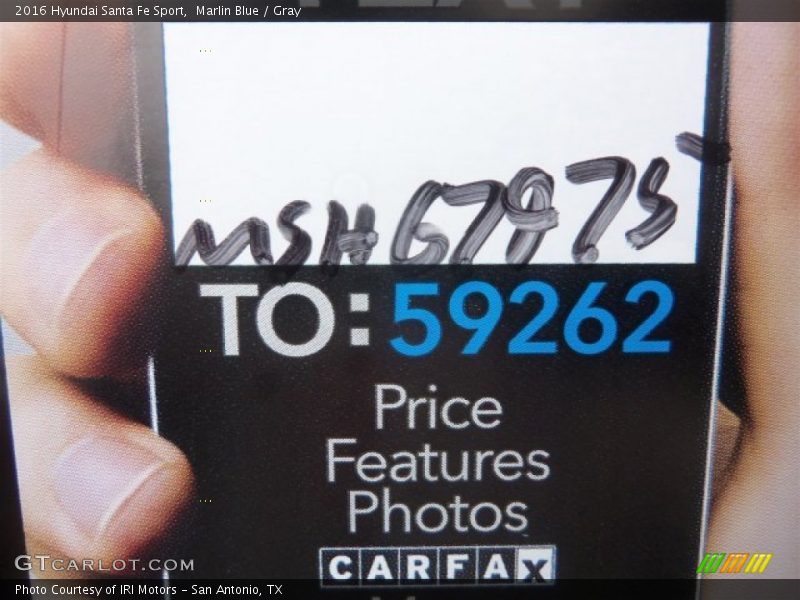 2016 Hyundai Santa Fe Sport,  Marlin Blue / Gray
MSH67975
TO: 59262
Price
Features
Photos
CARFAX
GTCARLOT.COM
Photo Courtesy of IRI Motors - San Antonio, TX